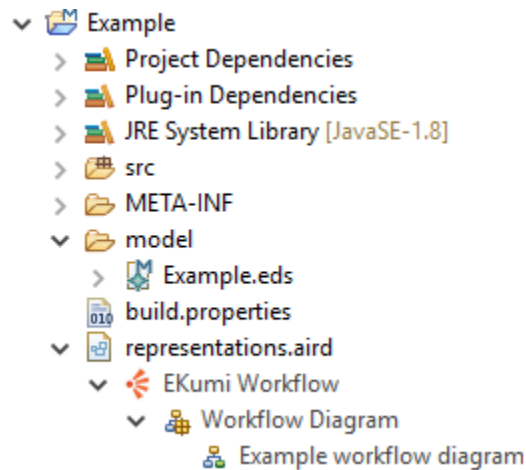 Example
Project Dependencies
Plug-in Dependencies
JRE System Library [JavaSE-1.8]
src
META-INF
model
Example.eds
build.properties
representations.aird
EKumi Workflow
Workflow Diagram
Example workflow diagram